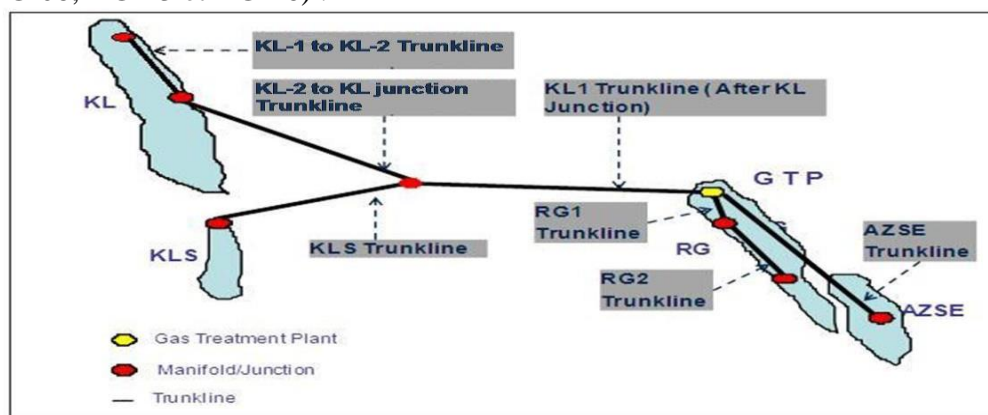 KL-1 to KL-2 Trunkline
KL-2 to KL junction
Trunkline
KL1 Trunkline ( After KL
Junction)
KL
G T P
RG1
Trunkline
RG
AZSE
Trunkline
KLS
KLS Trunkline
RG2
Trunkline
AZSE
Gas Treatment Plant
Manifold/Junction
Trunkline